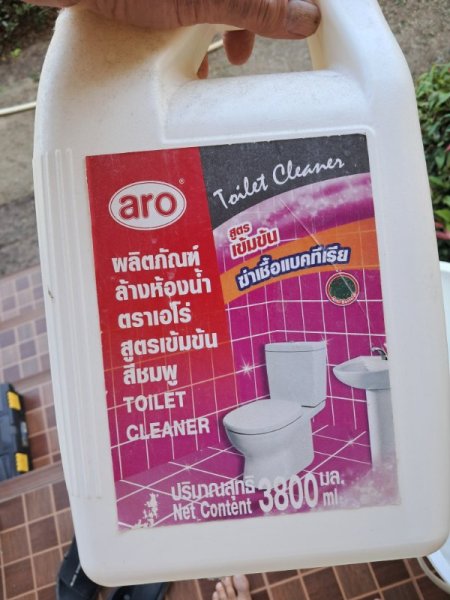 aro®
Toilet Cleaner
สูตร
เข้มข้น
ฆ่าเชื้อแบคทีเรีย
ผลิตภัณฑ์
ล้างห้องน้ำ
ตราเอโร่
สูตรเข้มข้น
สีชมพู
TOILET
CLEANER
ปริมาณสุทธิ 3800 มล.
Net Content ml.